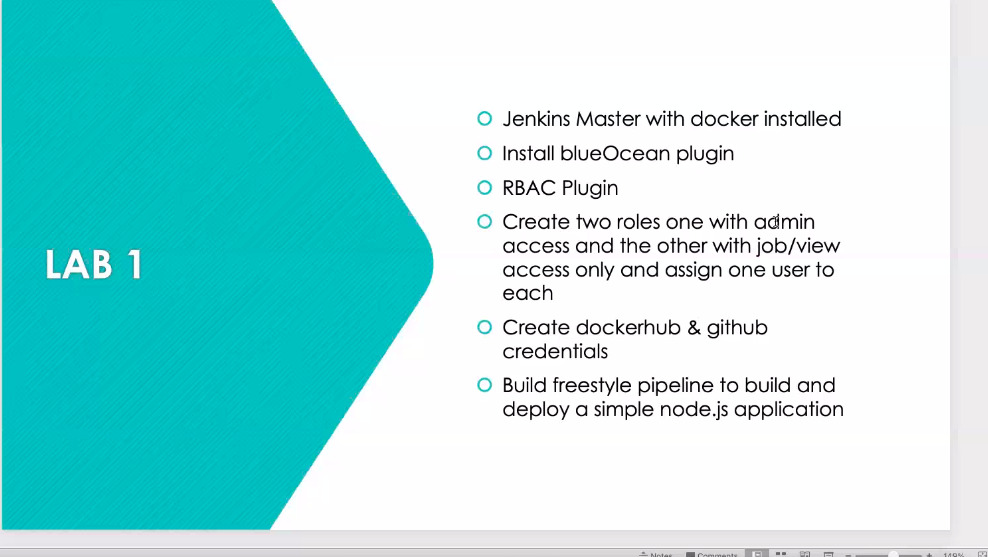 LAB 1
Jenkins Master with docker installed
Install blueOcean plugin
RBAC Plugin
Create two roles one with admin
access and the other with job/view
access only and assign one user to
each
Create dockerhub & github
credentials
Build freestyle pipeline to build and
deploy a simple node.js application
Notes
Comments
149%